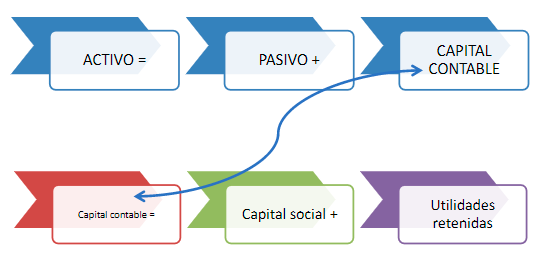 ACTIVO =
PASIVO +
CAPITAL
CONTABLE
Capital contable =
Capital social +
Utilidades
retenidas